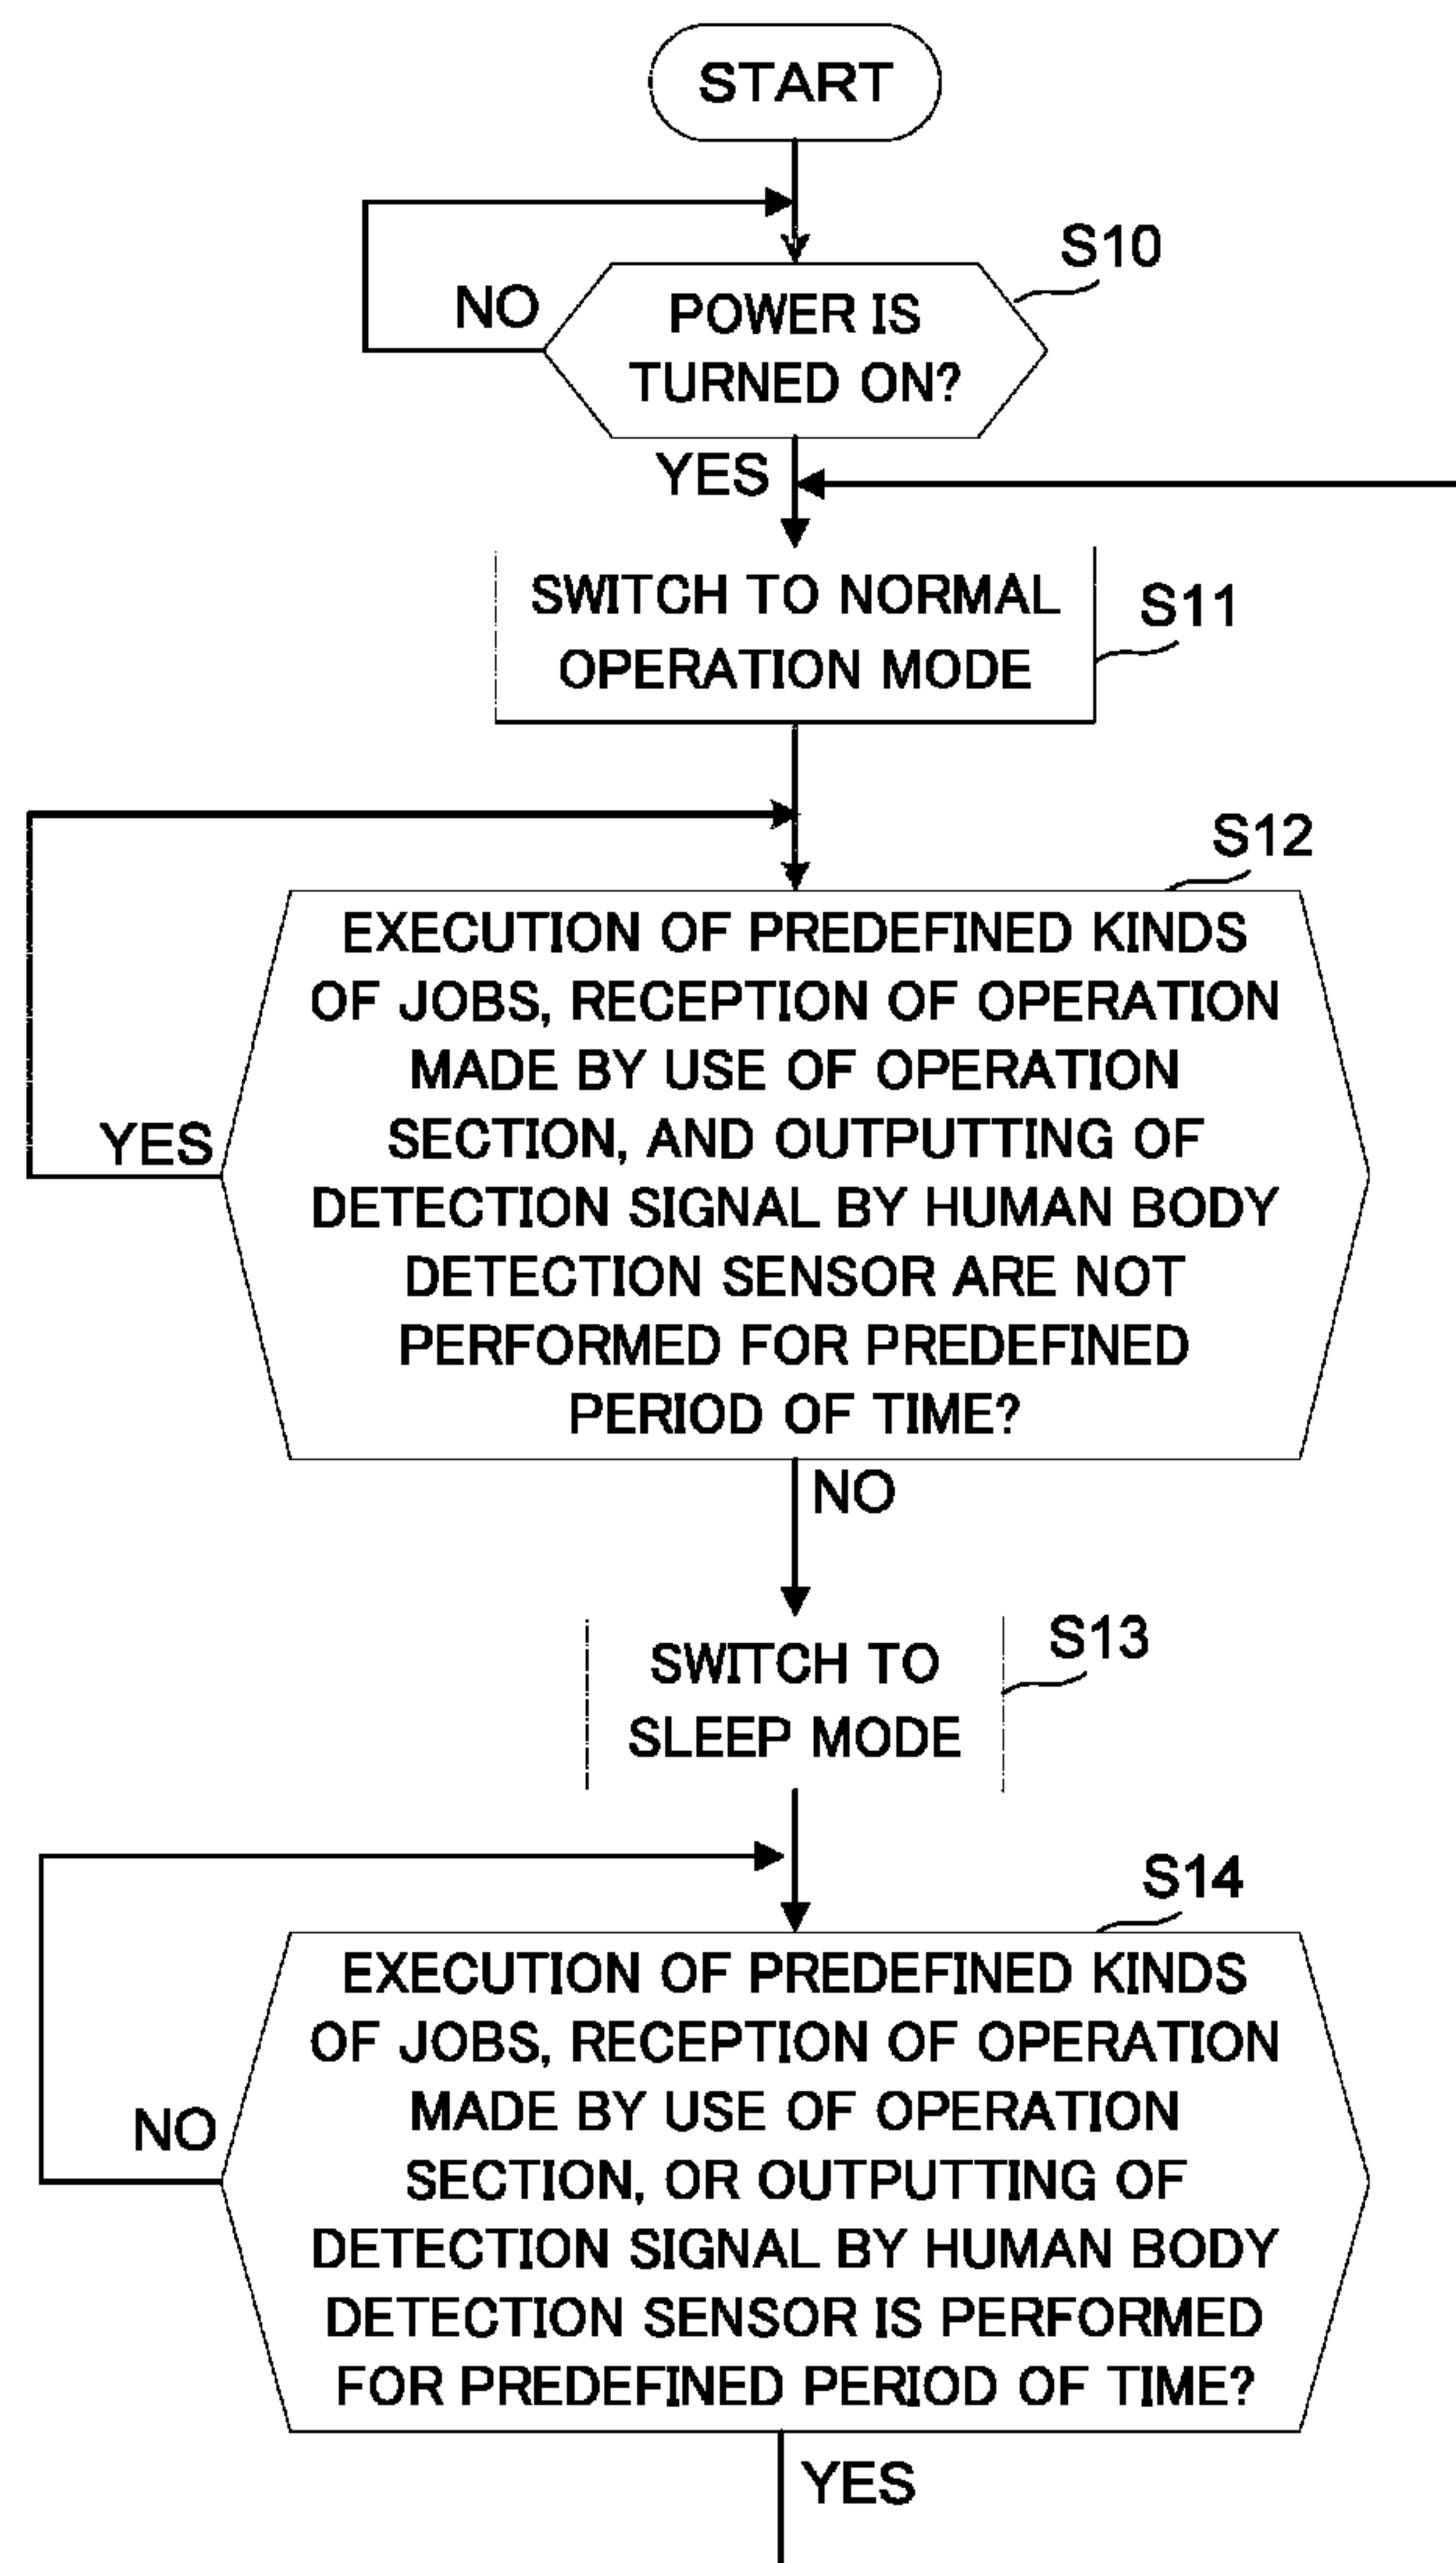 START
S10
NO
POWER IS
TURNED ON?
YES
SWITCH TO NORMAL
OPERATION MODE
S11
S12
EXECUTION OF PREDEFINED KINDS
OF JOBS, RECEPTION OF OPERATION
MADE BY USE OF OPERATION
SECTION, AND OUTPUTTING OF
DETECTION SIGNAL BY HUMAN BODY
DETECTION SENSOR ARE NOT
PERFORMED FOR PREDEFINED
PERIOD OF TIME?
YES
NO
SWITCH TO
SLEEP MODE
S13
S14
EXECUTION OF PREDEFINED KINDS
OF JOBS, RECEPTION OF OPERATION
MADE BY USE OF OPERATION
SECTION, OR OUTPUTTING OF
DETECTION SIGNAL BY HUMAN BODY
DETECTION SENSOR IS PERFORMED
FOR PREDEFINED PERIOD OF TIME?
NO
YES